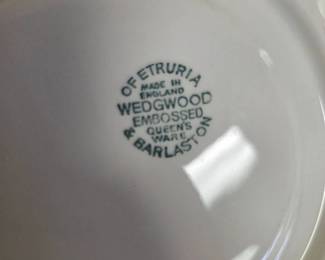 OF ETRURIA
MADE IN
ENGLAND
WEDGWOOD
EMBOSSED
QUEEN'S
WARE
& BARLASTON